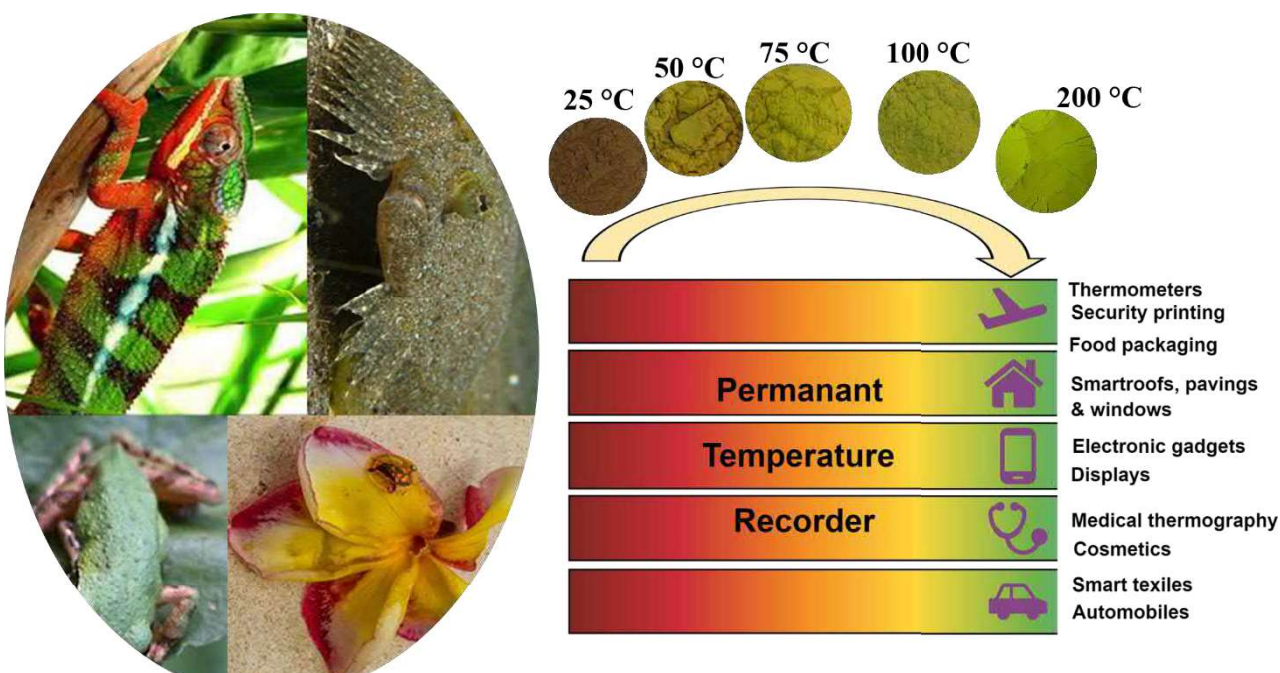 25 °C
50 °C
75 °C
100 °C
200 °C
Thermometers
Security printing
Food packaging
Permanant
Smartroofs, pavings
& windows
Temperature
Electronic gadgets
Displays
Recorder
Medical thermography
Cosmetics
Smart texiles
Automobiles